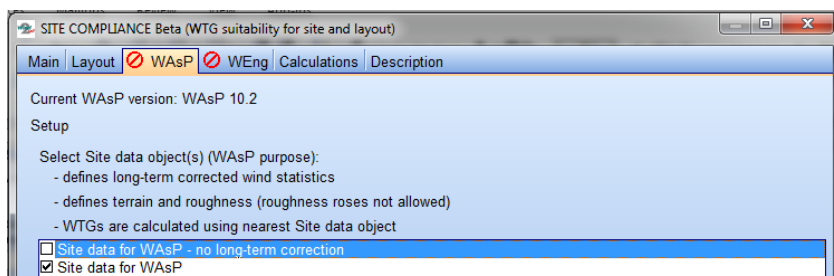 SITE COMPLIANCE Beta (WTG suitability for site and layout)
Main Layout WAsP WEng Calculations Description
Current WAsP version: WAsP 10.2
Setup
Select Site data object(s) (WAsP purpose):
- defines long-term corrected wind statistics
- defines terrain and roughness (roughness roses not allowed)
- WTGs are calculated using nearest Site data object
Site data for WAsP - no long-term correction
Site data for WAsP